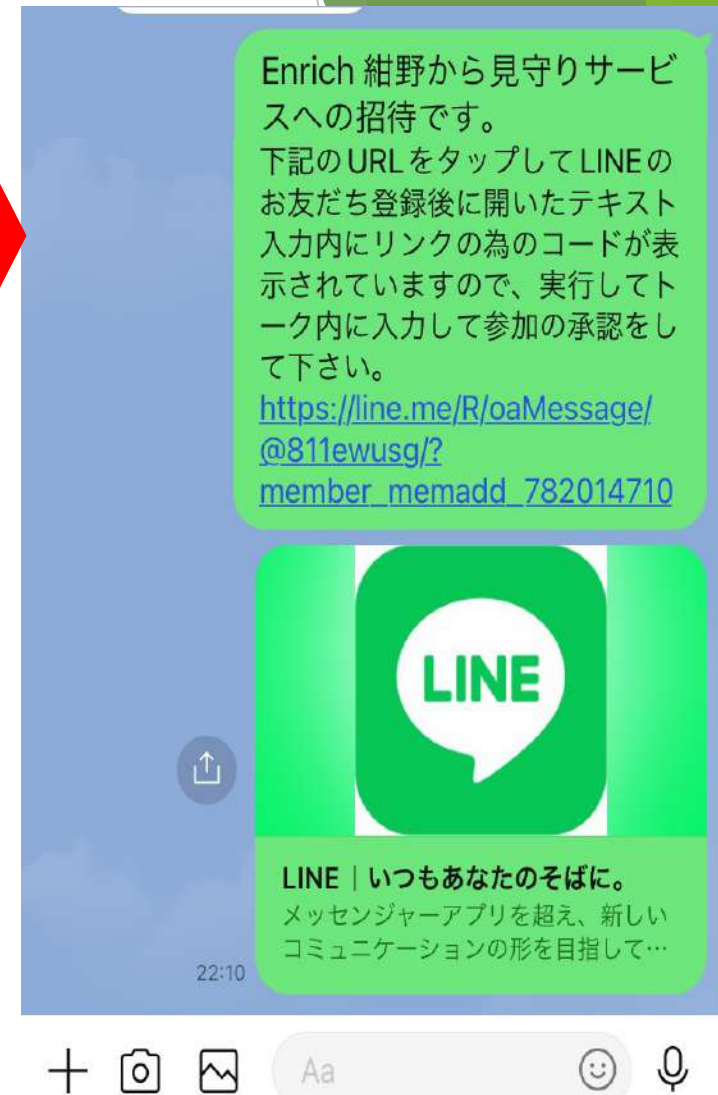 Enrich 紺野から見守りサービ
スへの招待です。
下記のURLをタップしてLINEの
お友だち登録後に開いたテキスト
入力内にリンクの為のコードが表
示されていますので、実行してト
ーク内に入力して参加の承認をし
て下さい。
https://line.me/R/oaMessage/
@811ewusg/?
member_memadd_782014710
LINE
LINE｜いつもあなたのそばに。
メッセンジャーアプリを超え、新しい
コミュニケーションの形を目指して…
22:10
Aa